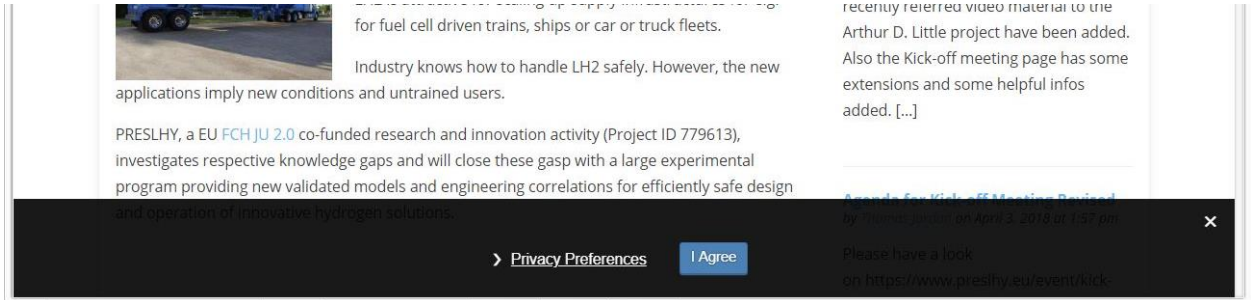 for fuel cell driven trains, ships or car or truck fleets.
Industry knows how to handle LH2 safely. However, the new
applications imply new conditions and untrained users.
PRESLHY, a EU FCH JU 2.0 co-funded research and innovation activity (Project ID 779613),
investigates respective knowledge gaps and will close these gasp with a large experimental
program providing new validated models and engineering correlations for efficiently safe design
and operation of innovative hydrogen solutions.
recently referred video material to the
Arthur D. Little project have been added.
Also the Kick-off meeting page has some
extensions and some helpful infos
added. [...]
Agenda for Kick-off Meeting Revised
by Thomas Jordan on April 3, 2018 at 1:57 pm
Please have a look
on https://www.preslhy.eu/event/kick-
❯ Privacy Preferences
I Agree
×